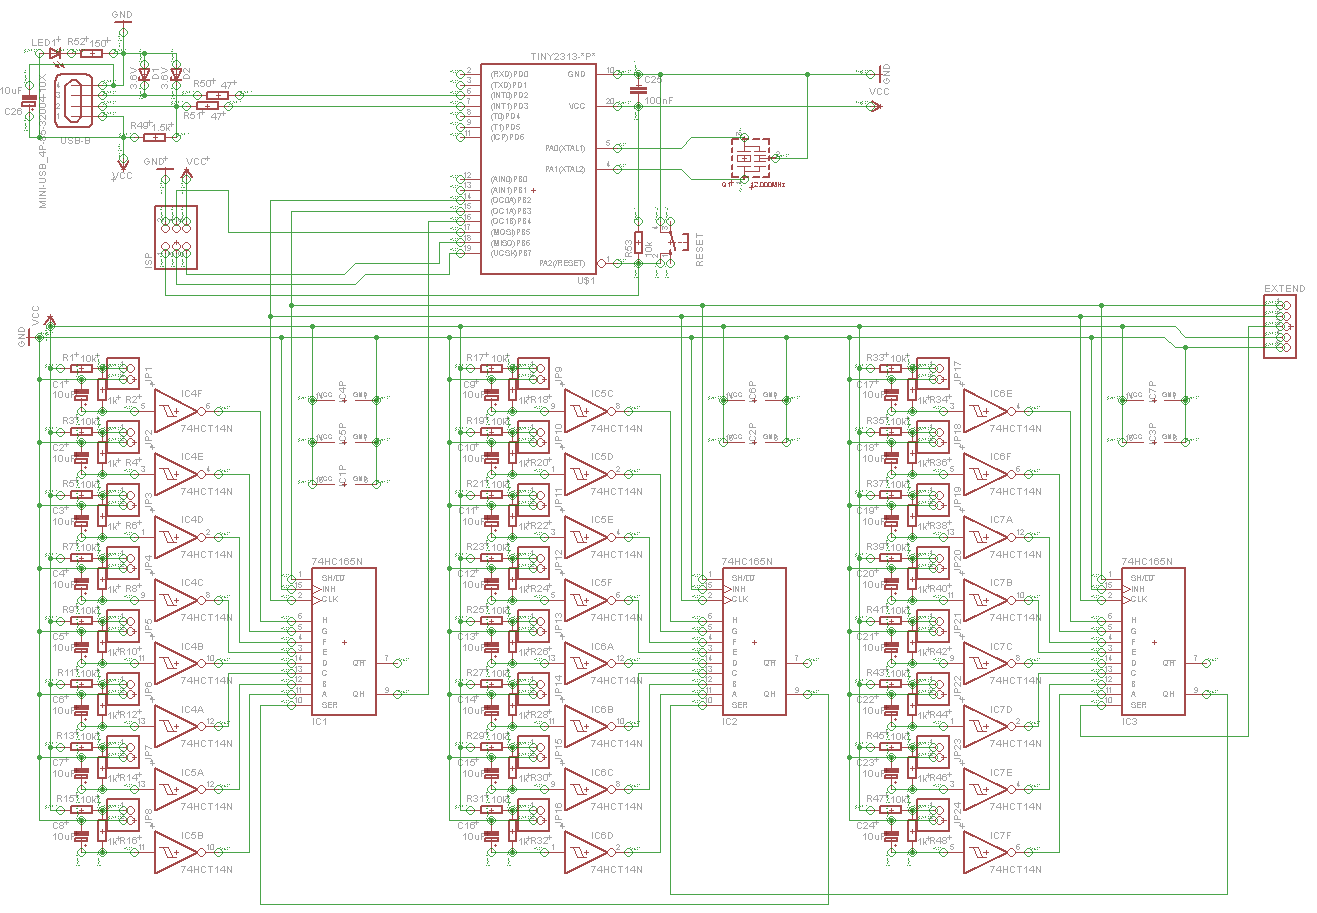 GND
LED1
R52
150
3.6V
D1
3.6V
D2
R50
47
R51
47
R49
1.5k
10uF
C26
MINI-USB_4P-85-32004-10X
USB-B
VCC
GND
VCC
ISP
TINY2313-*P*
(RXD)PD0
(TXD)PD1
(INT0)PD2
(INT1)PD3
(T0)PD4
(T1)PD5
(ICP)PD6
(AIN0)PB0
(AIN1)PB1
(OC0A)PB2
(OC1A)PB3
(OC1B)PB4
(MOSI)PB5
(MISO)PB6
(UCSK)PB7
GND
VCC
PA0(XTAL1)
PA1(XTAL2)
PA2(/RESET)
U$1
C25
100nF
GND
VCC
Q1
12.000MHz
R53
10k
RESET
EXTEND
VCC
GND
R1 10k
JP1
C1
10uF
1k
R2
IC4F
74HCT14N
R3 10k
JP2
C2
10uF
1k
R4
IC4E
74HCT14N
R5 10k
JP3
C3
10uF
1k
R6
IC4D
74HCT14N
R7 10k
JP4
C4
10uF
1k
R8
IC4C
74HCT14N
R9 10k
JP5
C5
10uF
1k
R10
IC4B
74HCT14N
R11 10k
JP6
C6
10uF
1k
R12
IC4A
74HCT14N
R13 10k
JP7
C7
10uF
1k
R14
IC5A
74HCT14N
R15 10k
JP8
C8
10uF
1k
R16
IC5B
74HCT14N
VCC IC4P GND
VCC IC5P GND
VCC IC1P GND
74HC165N
SH/LD
INH
CLK
H
G
F
E
D
C
B
A
SER
QH
QH
IC1
R17 10k
JP9
C9
10uF
1k
R18
IC5C
74HCT14N
R19 10k
JP10
C10
10uF
1k
R20
IC5D
74HCT14N
R21 10k
JP11
C11
10uF
1k
R22
IC5E
74HCT14N
R23 10k
JP12
C12
10uF
1k
R24
IC5F
74HCT14N
R25 10k
JP13
C13
10uF
1k
R26
IC6A
74HCT14N
R27 10k
JP14
C14
10uF
1k
R28
IC6B
74HCT14N
R29 10k
JP15
C15
10uF
1k
R30
IC6C
74HCT14N
R31 10k
JP16
C16
10uF
1k
R32
IC6D
74HCT14N
VCC IC6P GND
VCC IC2P GND
74HC165N
SH/LD
INH
CLK
H
G
F
E
D
C
B
A
SER
QH
QH
IC2
R33 10k
JP17
C17
10uF
1k
R34
IC6E
74HCT14N
R35 10k
JP18
C18
10uF
1k
R36
IC6F
74HCT14N
R37 10k
JP19
C19
10uF
1k
R38
IC7A
74HCT14N
R39 10k
JP20
C20
10uF
1k
R40
IC7B
74HCT14N
R41 10k
JP21
C21
10uF
1k
R42
IC7C
74HCT14N
R43 10k
JP22
C22
10uF
1k
R44
IC7D
74HCT14N
R45 10k
JP23
C23
10uF
1k
R46
IC7E
74HCT14N
R47 10k
JP24
C24
10uF
1k
R48
IC7F
74HCT14N
VCC IC7P GND
VCC IC3P GND
74HC165N
SH/LD
INH
CLK
H
G
F
E
D
C
B
A
SER
QH
QH
IC3